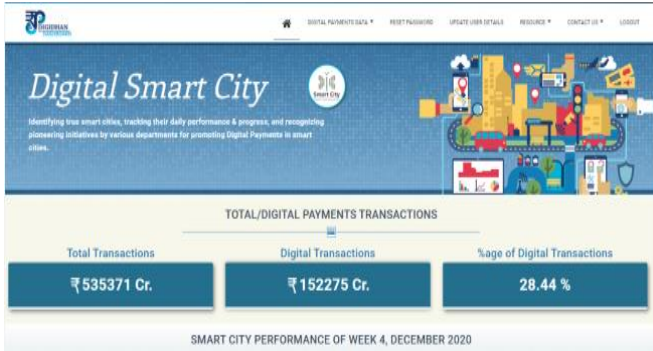 DIGIDHAN
DIGITAL PAYMENTS DATA RESET PASSWORD UPDATE USER DETAILS RESOURCE CONTACT US LOGOUT
Digital Smart City
Smart City
Identifying true smart cities, tracking their daily performance & progress, and recognizing
pioneering initiatives by various departments for promoting Digital Payments in smart
cities.
TOTAL/DIGITAL PAYMENTS TRANSACTIONS
Total Transactions Digital Transactions %age of Digital Transactions
₹535371 Cr. ₹152275 Cr. 28.44 %
SMART CITY PERFORMANCE OF WEEK 4, DECEMBER 2020